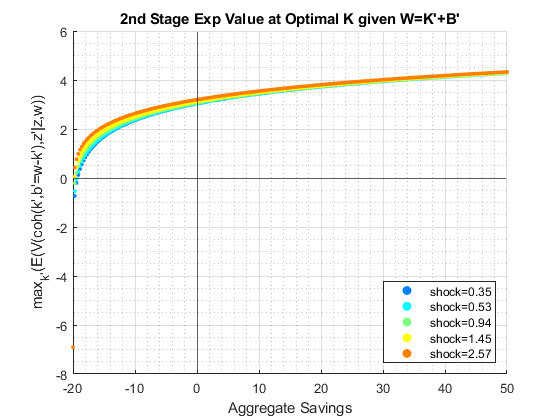 2nd Stage Exp Value at Optimal K given W=K'+B'
max_k'(E(V(coh(k',b'=w-k'),z'|z,w))
6
4
2
0
-2
-4
-6
-8
-20
-10
0
10
20
30
40
50
Aggregate Savings
shock=0.35
shock=0.53
shock=0.94
shock=1.45
shock=2.57